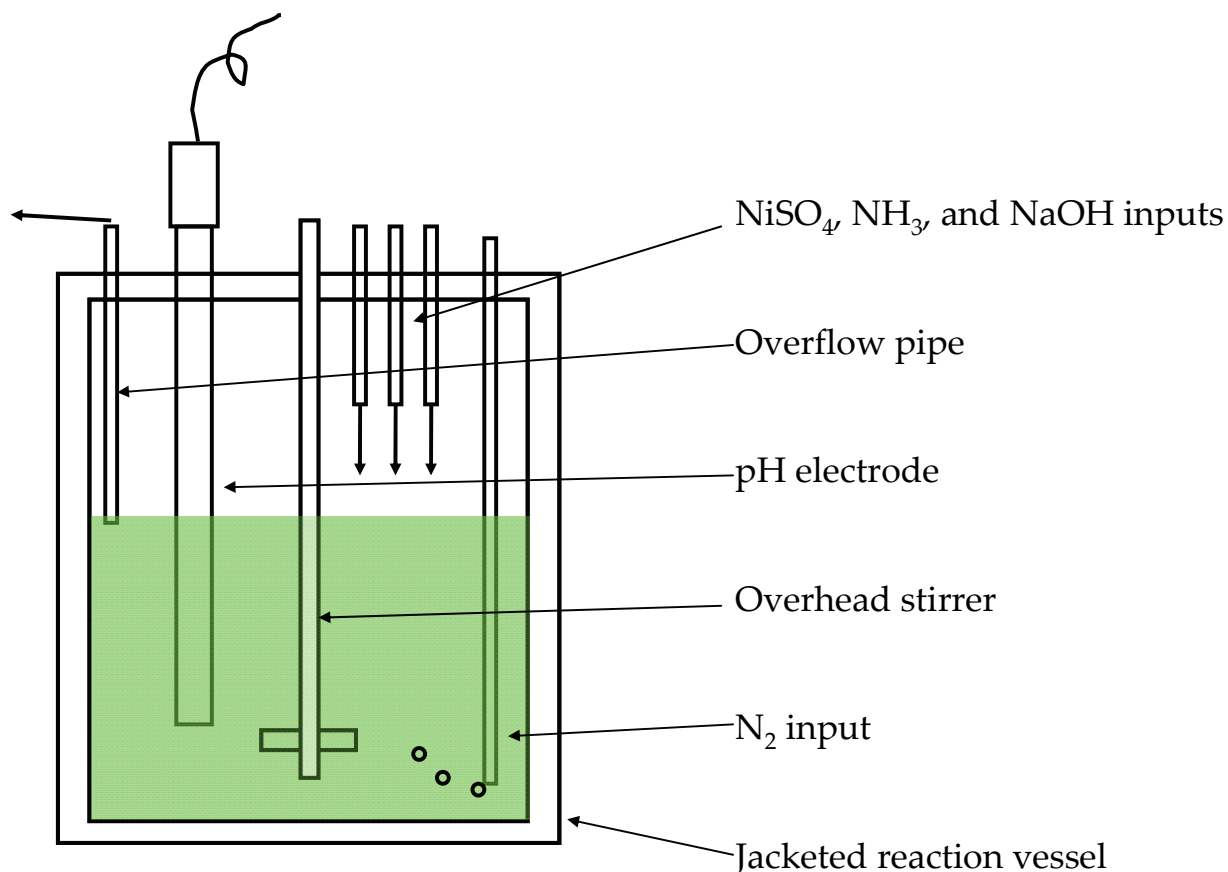 NiSO₄, NH₃, and NaOH inputs
Overflow pipe
pH electrode
Overhead stirrer
N₂ input
Jacketed reaction vessel